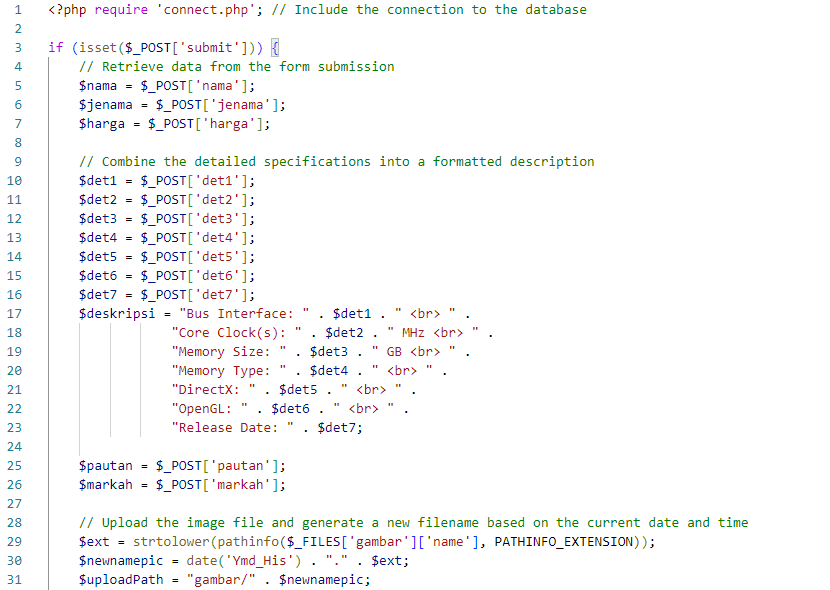 1 <?php require 'connect.php'; // Include the connection to the database
2
3 if (isset($_POST['submit'])) {
4     // Retrieve data from the form submission
5     $nama = $_POST['nama'];
6     $jenama = $_POST['jenama'];
7     $harga = $_POST['harga'];
8
9     // Combine the detailed specifications into a formatted description
10     $det1 = $_POST['det1'];
11     $det2 = $_POST['det2'];
12     $det3 = $_POST['det3'];
13     $det4 = $_POST['det4'];
14     $det5 = $_POST['det5'];
15     $det6 = $_POST['det6'];
16     $det7 = $_POST['det7'];
17     $deskripsi = "Bus Interface: " . $det1 . " <br> " .
18                 "Core Clock(s): " . $det2 . " MHz <br> " .
19                 "Memory Size: " . $det3 . " GB <br> " .
20                 "Memory Type: " . $det4 . " <br> " .
21                 "DirectX: " . $det5 . " <br> " .
22                 "OpenGL: " . $det6 . " <br> " .
23                 "Release Date: " . $det7;
24
25     $pautan = $_POST['pautan'];
26     $markah = $_POST['markah'];
27
28     // Upload the image file and generate a new filename based on the current date and time
29     $ext = strtolower(pathinfo($_FILES['gambar']['name'], PATHINFO_EXTENSION));
30     $newnamepic = date('Ymd_His') . "." . $ext;
31     $uploadPath = "gambar/" . $newnamepic;